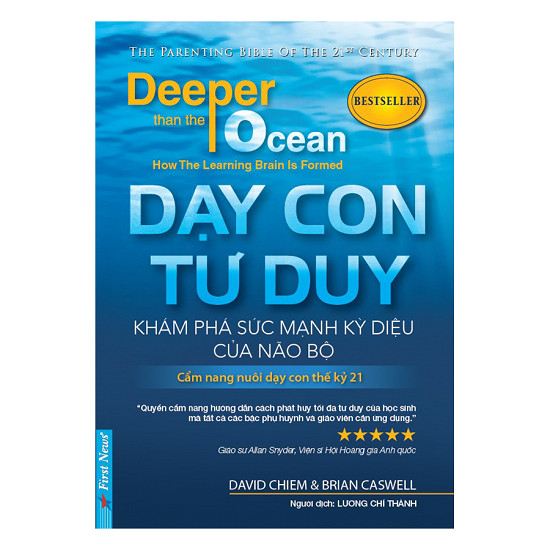 THE PARENTING BIBLE OF THE 21ST CENTURY
Deeper
than the
Ocean
BESTSELLER
How The Learning Brain Is Formed
DẠY CON
TƯ DUY
KHÁM PHÁ SỨC MẠNH KỲ DIỆU
CỦA NÃO BỘ
Cẩm nang nuôi dạy con thế kỷ 21
“Quyển cẩm nang hướng dẫn cách phát huy tối đa tư duy của học sinh
mà tất cả các bậc phụ huynh và giáo viên cần ứng dụng.”
Giáo sư Allan Snyder, Viện sĩ Hội Hoàng gia Anh quốc
DAVID CHIEM & BRIAN CASWELL
Người dịch: LƯƠNG CHÍ THÀNH
First News